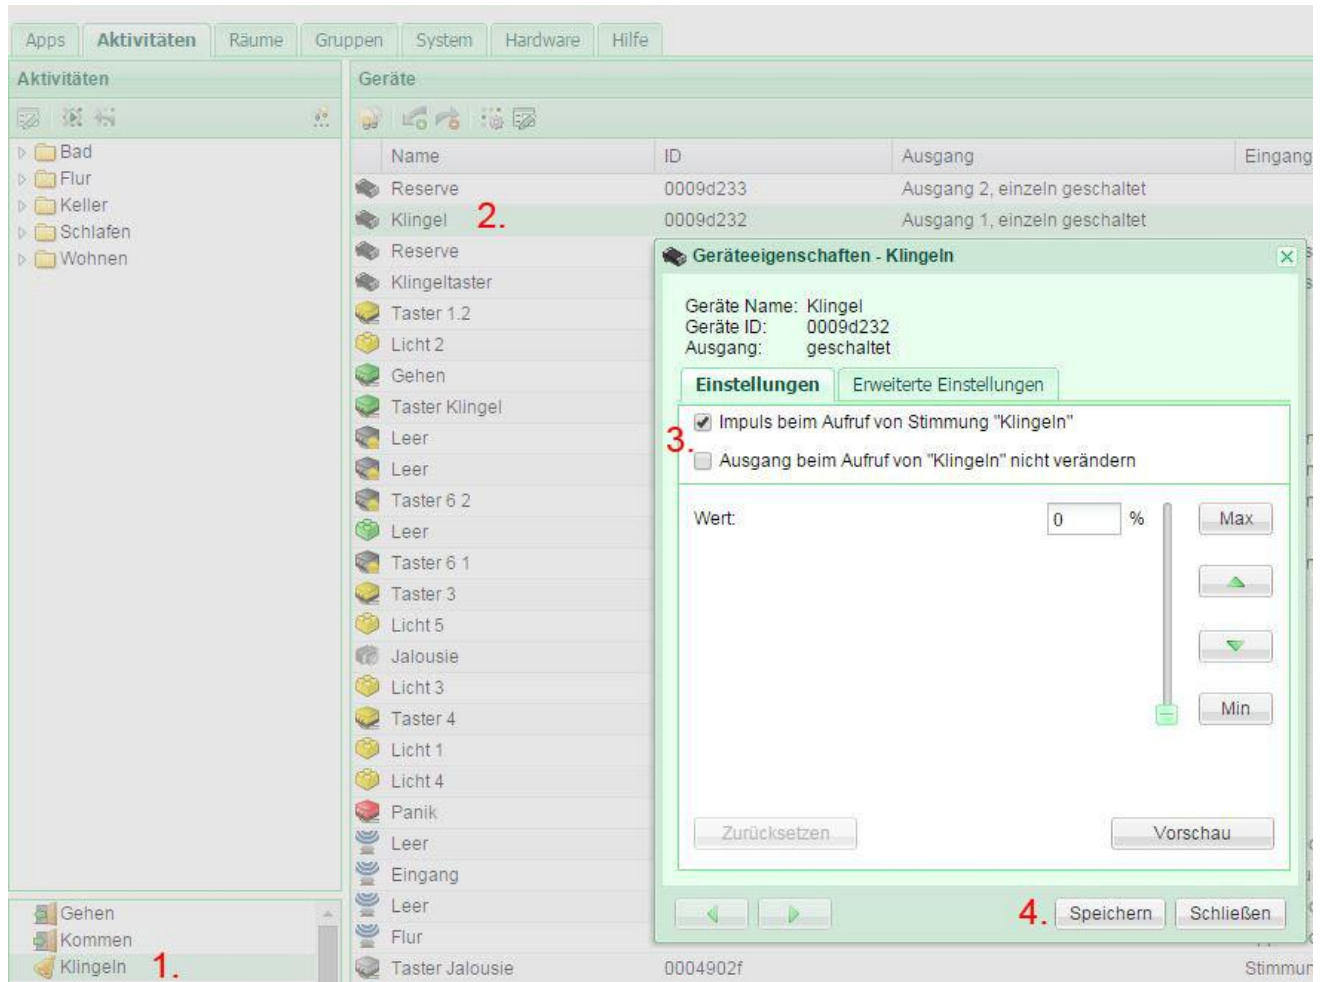 Apps Aktivitäten Räume Gruppen System Hardware Hilfe
Aktivitäten
Bad
Flur
Keller
Schlafen
Wohnen
Gehen
Kommen
Klingeln 1.
Geräte
Name ID Ausgang Eingang
Reserve 0009d233 Ausgang 2, einzeln geschaltet
Klingel 2. 0009d232 Ausgang 1, einzeln geschaltet
Reserve
Klingeltaster
Taster 1.2
Licht 2
Gehen
Taster Klingel
Leer
Leer
Taster 6 2
Leer
Taster 6 1
Taster 3
Licht 5
Jalousie
Licht 3
Taster 4
Licht 1
Licht 4
Panik
Leer
Eingang
Leer
Flur
Taster Jalousie 0004902f Stimmun
Geräteeigenschaften - Klingeln
Geräte Name: Klingel
Geräte ID: 0009d232
Ausgang: geschaltet
Einstellungen Erweiterte Einstellungen
3.
Impuls beim Aufruf von Stimmung "Klingeln"
Ausgang beim Aufruf von "Klingeln" nicht verändern
Wert: 0 % Max
Min
Zurücksetzen Vorschau
4. Speichern Schließen